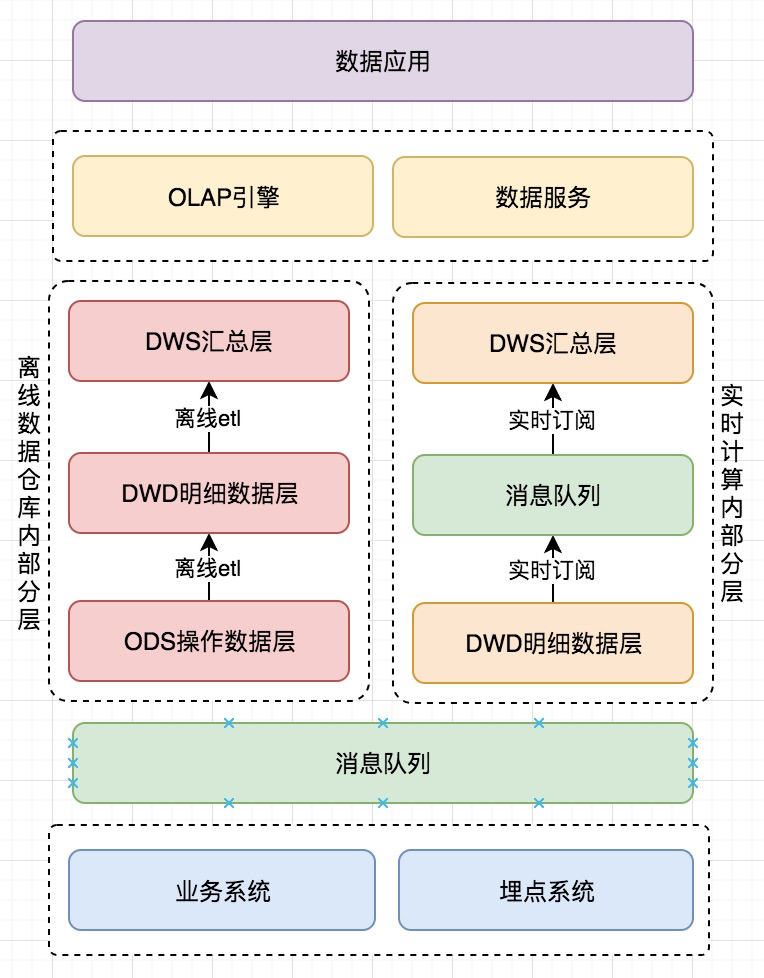 数据应用
OLAP引擎
数据服务
离线数据仓库内部分层
DWS汇总层
离线etl
DWD明细数据层
离线etl
ODS操作数据层
DWS汇总层
实时订阅
消息队列
实时订阅
DWD明细数据层
实时计算内部分层
消息队列
业务系统
埋点系统